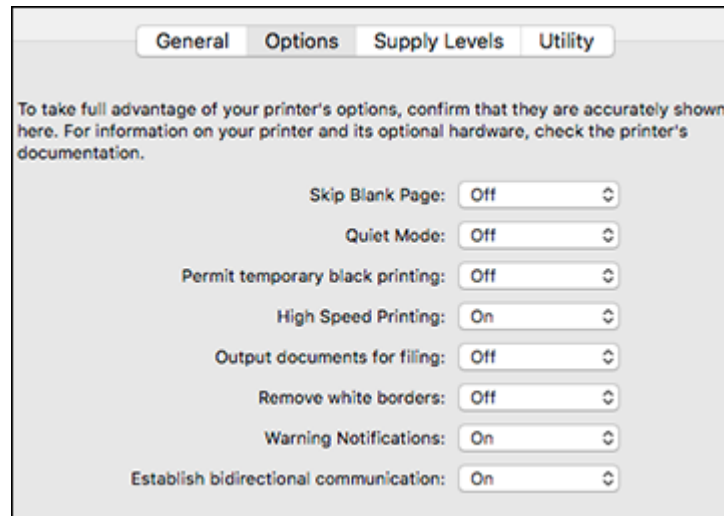 General Options Supply Levels Utility
To take full advantage of your printer's options, confirm that they are accurately shown
here. For information on your printer and its optional hardware, check the printer's
documentation.
Skip Blank Page: Off
Quiet Mode: Off
Permit temporary black printing: Off
High Speed Printing: On
Output documents for filing: Off
Remove white borders: Off
Warning Notifications: On
Establish bidirectional communication: On